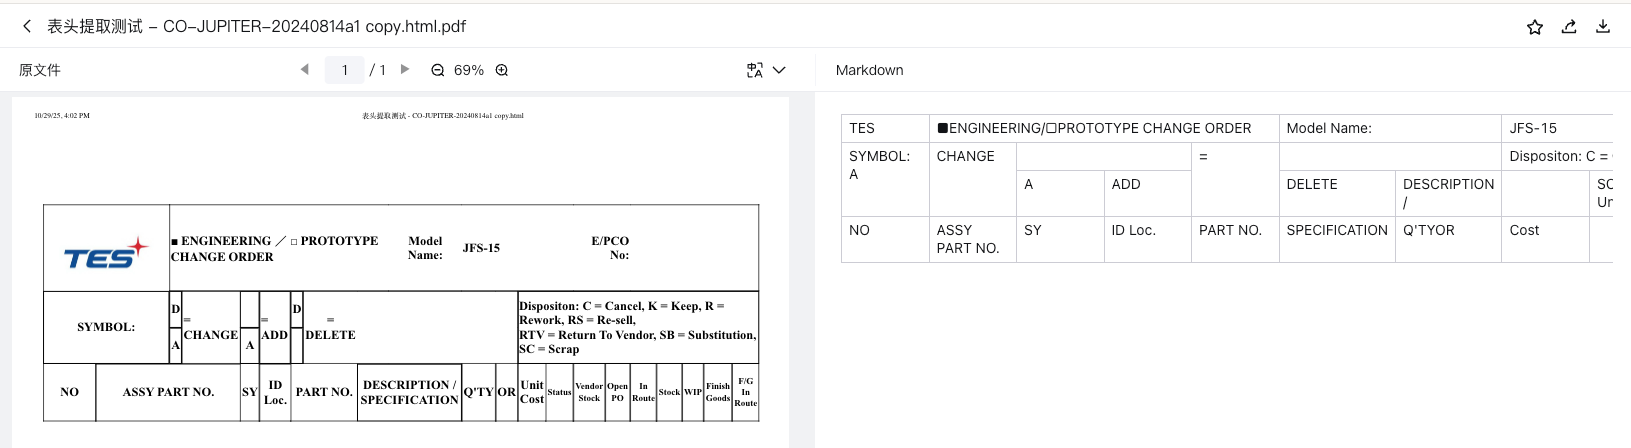 表头提取测试 - CO-JUPITER-20240814a1 copy.html.pdf
原文件
1 / 1
69%
Markdown
10/29/25, 4:02 PM
表头提取测试 - CO-JUPITER-20240814a1 copy.html
TES
■ ENGINEERING ／ □ PROTOTYPE
CHANGE ORDER
Model
Name:
JFS-15
E/PCO
No:
SYMBOL:
D
A
=
CHANGE
A
=
ADD
D
=
DELETE
Dispositon: C = Cancel, K = Keep, R =
Rework, RS = Re-sell,
RTV = Return To Vendor, SB = Substitution,
SC = Scrap
NO
ASSY PART NO.
SY
ID
Loc.
PART NO.
DESCRIPTION /
SPECIFICATION
Q'TY
OR
Unit
Cost
Status
Vendor
Stock
Open
PO
In
Route
Stock
WIP
Finish
Goods
F/G
In
Route
TES
■ENGINEERING/□PROTOTYPE CHANGE ORDER
Model Name:
JFS-15
SYMBOL:
A
CHANGE
=
Dispositon: C =
A
ADD
DELETE
DESCRIPTION
/
SC
Un
NO
ASSY
PART NO.
SY
ID Loc.
PART NO.
SPECIFICATION
Q'TYOR
Cost